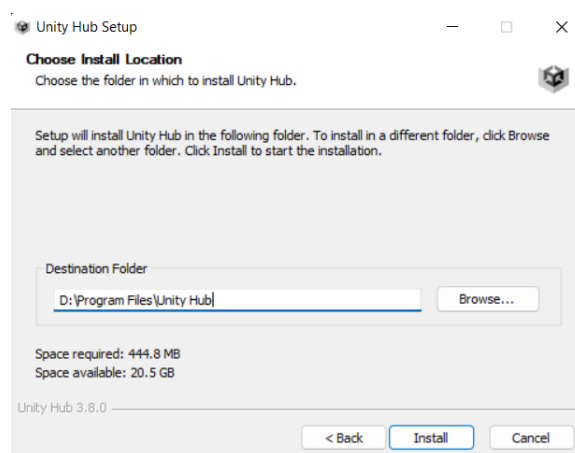 Unity Hub Setup
Choose Install Location
Choose the folder in which to install Unity Hub.
Setup will install Unity Hub in the following folder. To install in a different folder, click Browse
and select another folder. Click Install to start the installation.
Destination Folder
D:\Program Files\Unity Hub
Browse...
Space required: 444.8 MB
Space available: 20.5 GB
Unity Hub 3.8.0
< Back
Install
Cancel